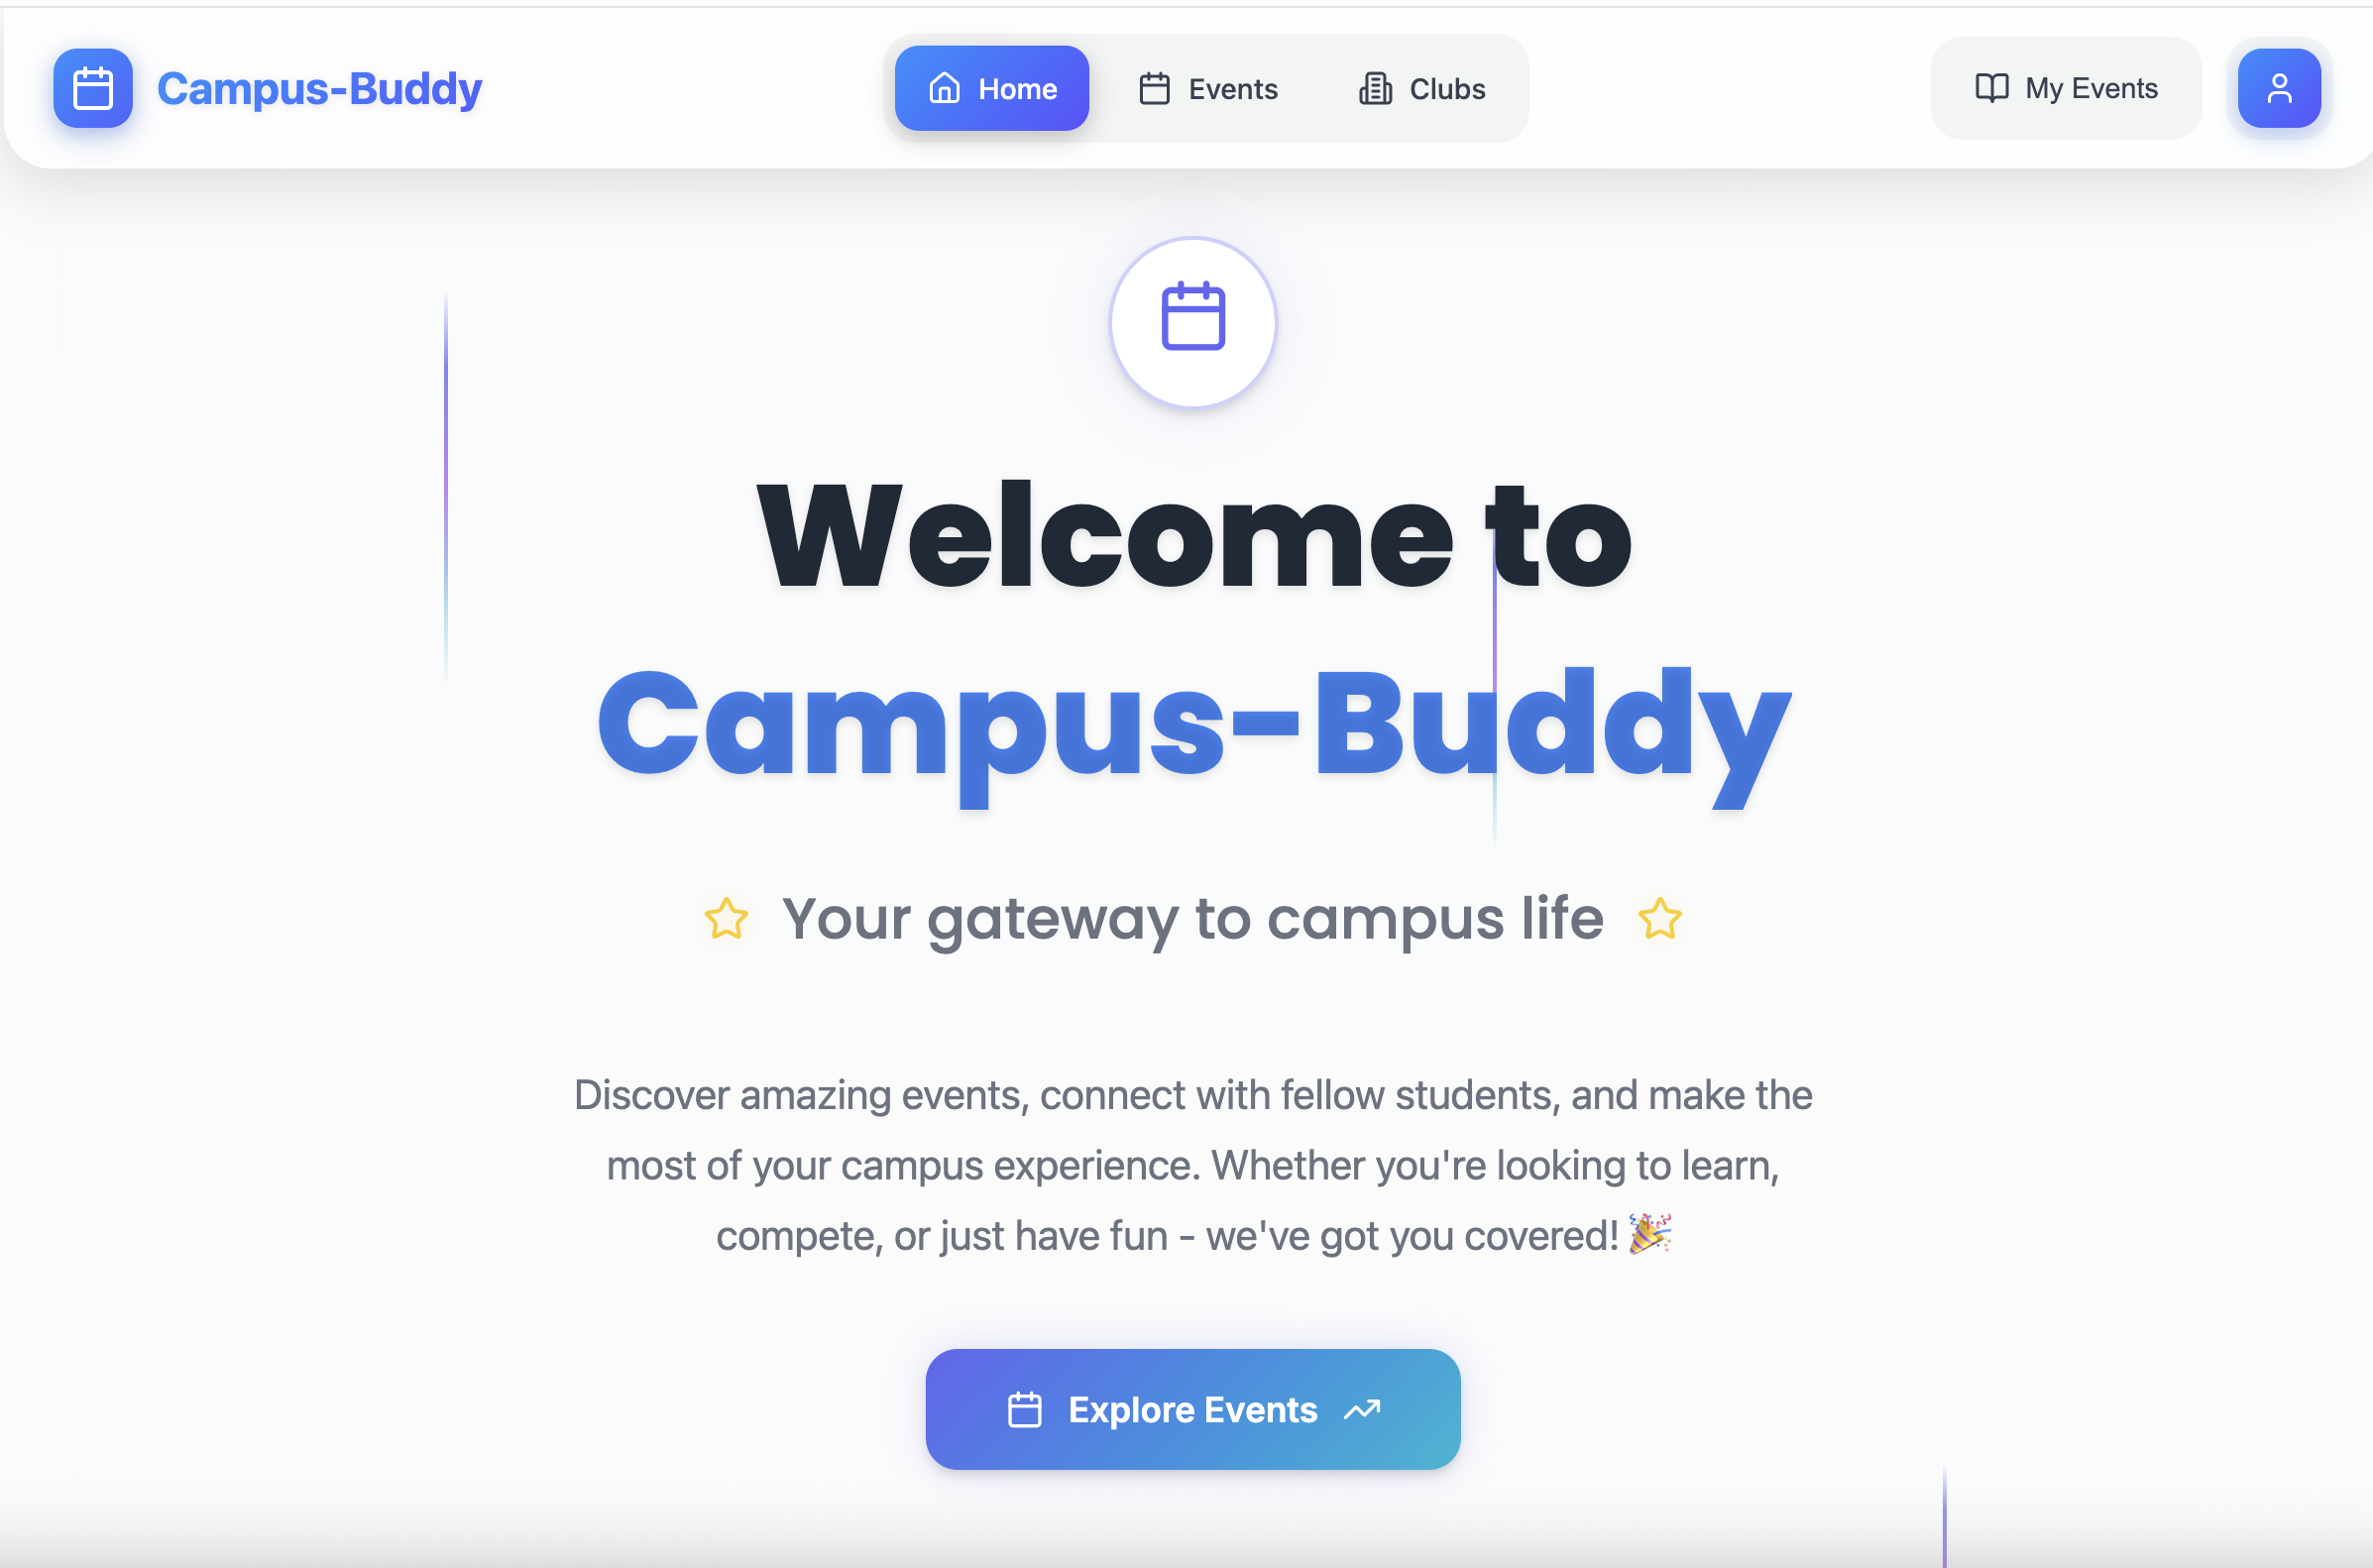 Campus-Buddy
Home
Events
Clubs
My Events
Welcome to
Campus-Buddy
Your gateway to campus life
Discover amazing events, connect with fellow students, and make the
most of your campus experience. Whether you're looking to learn,
compete, or just have fun - we've got you covered! 🎉
Explore Events